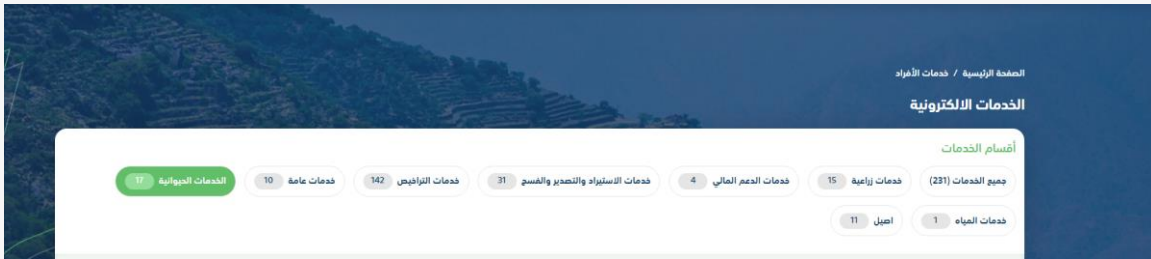 الصفحة الرئيسية / خدمات الأفراد
الخدمات الالكترونية
أقسام الخدمات
جميع الخدمات (231) خدمات زراعية 15 خدمات الدعم المالي 4 خدمات الاستيراد والتصدير والفسح 31 خدمات التراخيص 142 خدمات عامة 10 الخدمات الحيوانية 17
خدمات المياه 1 اصيل 11